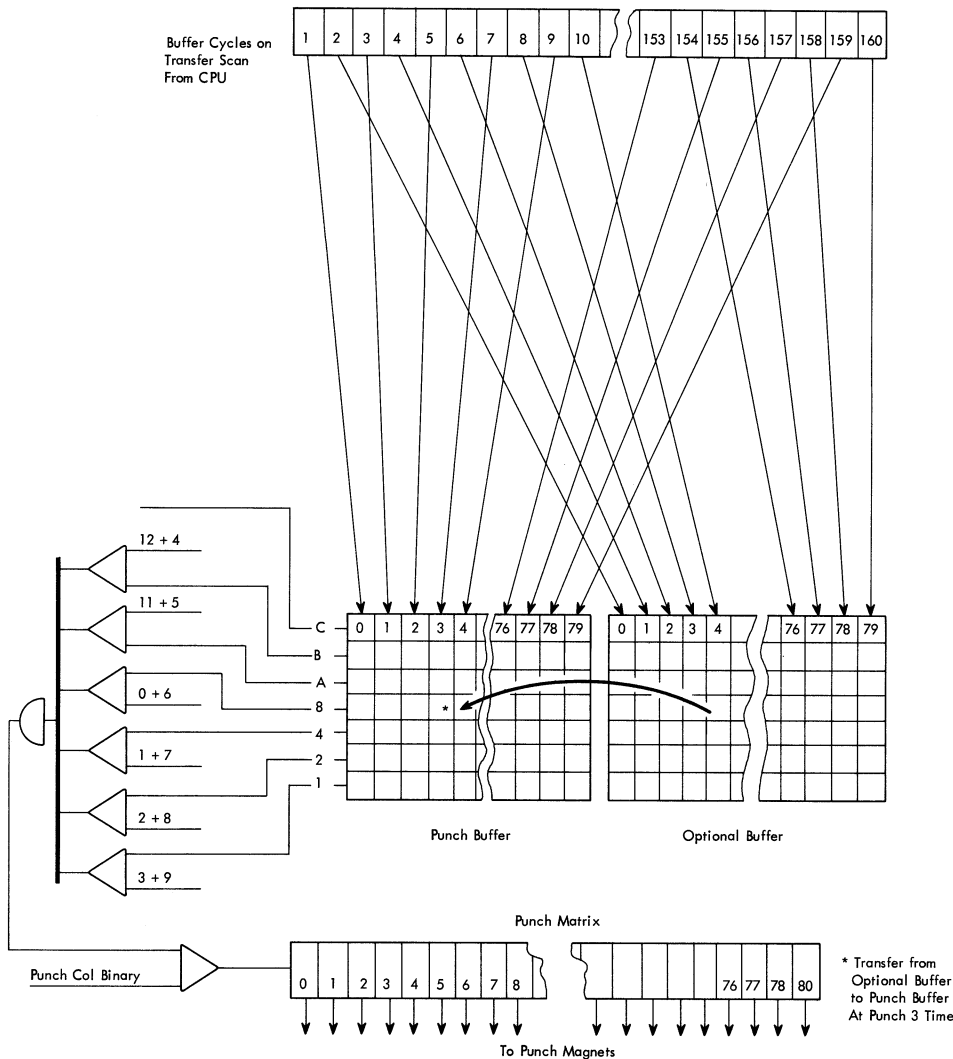 1 2 3 4 5 6 7 8 9 10 153 154 155 156 157 158 159 160
Buffer Cycles on
Transfer Scan
From CPU
12 + 4
11 + 5
0 + 6
1 + 7
2 + 8
3 + 9
C
B
A
8
4
2
1
0 1 2 3 4 76 77 78 79
0 1 2 3 4 76 77 78 79
*
Punch Buffer
Optional Buffer
Punch Matrix
Punch Col Binary
0 1 2 3 4 5 6 7 8 76 77 78 80
* Transfer from
Optional Buffer
to Punch Buffer
At Punch 3 Time
To Punch Magnets